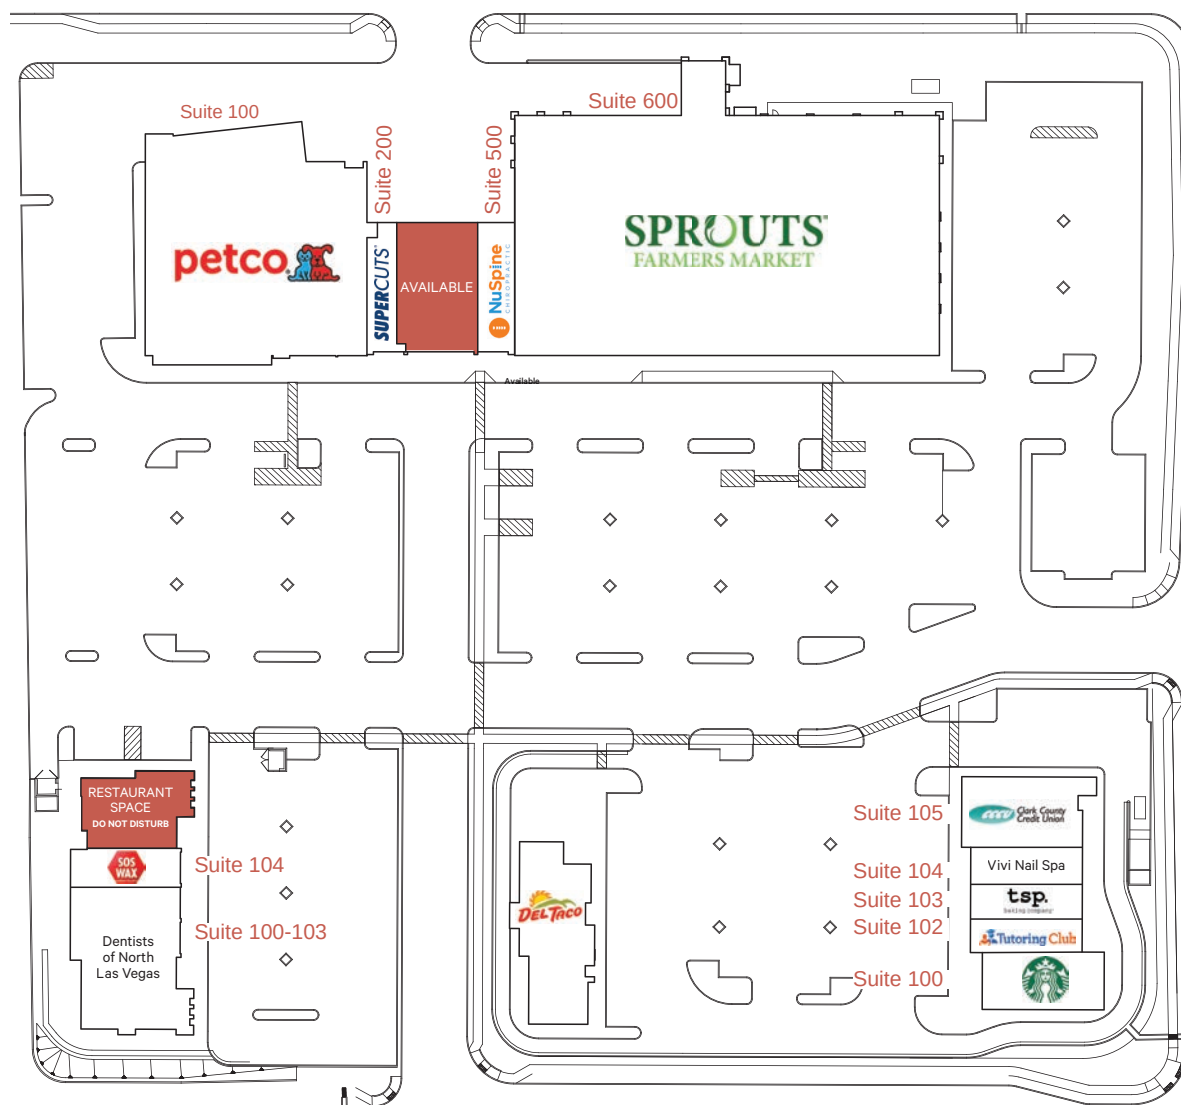 Suite 100
Suite 200
Suite 500
Suite 600
petco
SUPERCUTS
AVAILABLE
NuSpine
CHIROPRACTIC
SPROUTS
FARMERS MARKET
Available
RESTAURANT
SPACE
DO NOT DISTURB
SOS
WAX
Suite 104
Suite 100-103
Dentists
of North
Las Vegas
DEL TACO
Suite 105
Clark County
Credit Union
Suite 104
Vivi Nail Spa
Suite 103
tsp.
baking company
Suite 102
Tutoring Club
Suite 100